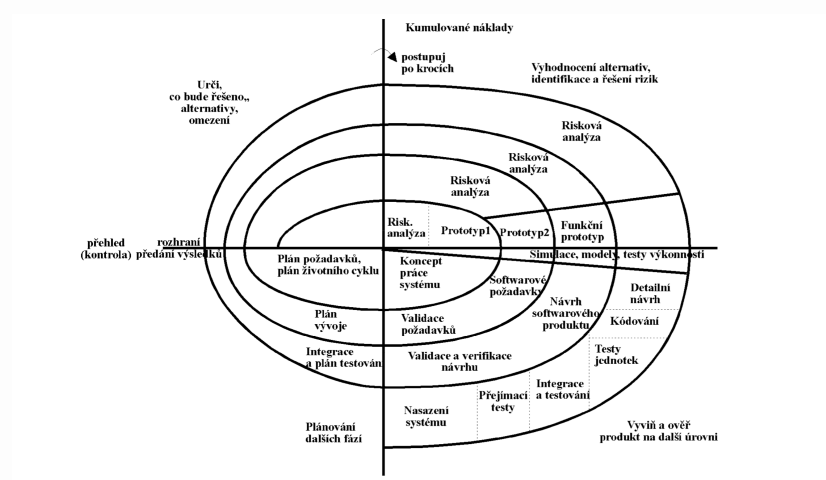 Kumulované náklady
postupuj
po krocích
Vyhodnocení alternativ,
identifikace a řešení rizik
Urči,
co bude řešeno,,
alternativy,
omezení
Risková
analýza
Risková
analýza
Risková
analýza
Risk.
analýza
Prototyp1
Prototyp2
Funkční
prototyp
přehled
(kontrola)
rozhraní
předání výsledků
Simulace, modely, testy výkonnosti
Plán požadavků,
plán životního cyklu
Koncept
práce
systému
Softwarové
požadavky
Detailní
návrh
Návrh
softwarového
produktu
Kódování
Plán
vývoje
Validace
požadavků
Integrace
a plán testován
Validace a verifikace
návrhu
Testy
jednotek
Integrace
a testování
Přejímací
testy
Nasazení
systému
Plánování
dalších fází
Vyviň a ověř
produkt na další úrovni